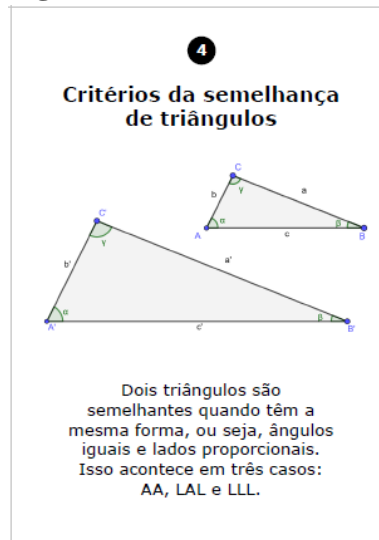 4
Critérios da semelhança
de triângulos
C
b
γ
a
α
β
A
c
B
C'
γ
b'
a'
α
β
A'
c'
B'
Dois triângulos são
semelhantes quando têm a
mesma forma, ou seja, ângulos
iguais e lados proporcionais.
Isso acontece em três casos:
AA, LAL e LLL.